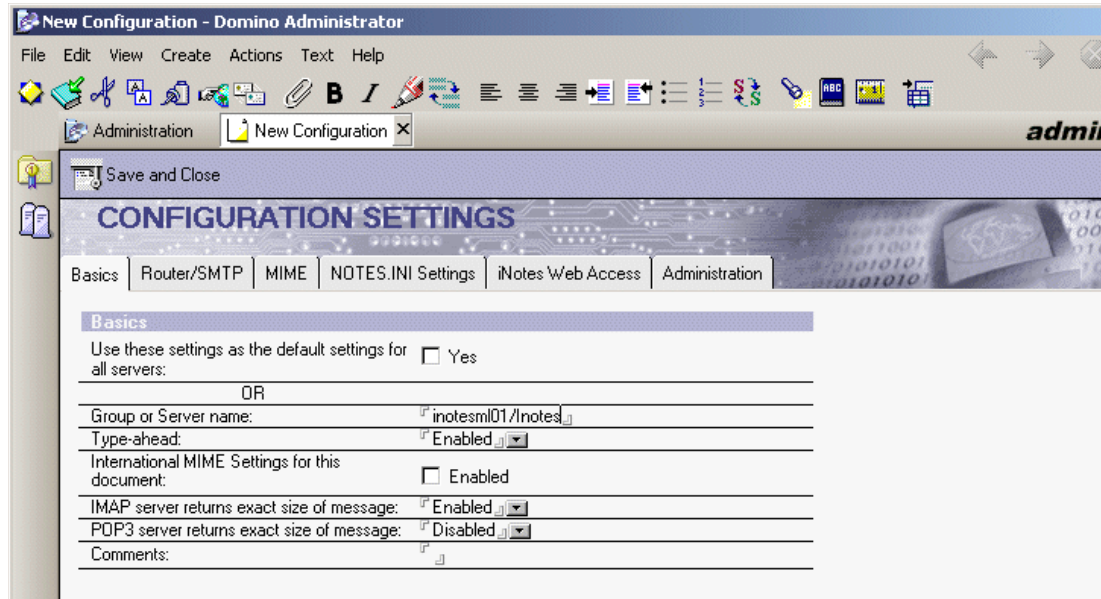 New Configuration - Domino Administrator
File Edit View Create Actions Text Help
B I
Administration New Configuration
admi
Save and Close
CONFIGURATION SETTINGS
Basics Router/SMTP MIME NOTES.INI Settings iNotes Web Access Administration
Basics
Use these settings as the default settings for
all servers:
Yes
OR
Group or Server name: inotesml01/Inotes
Type-ahead: Enabled
International MIME Settings for this
document:
Enabled
IMAP server returns exact size of message: Enabled
POP3 server returns exact size of message: Disabled
Comments: